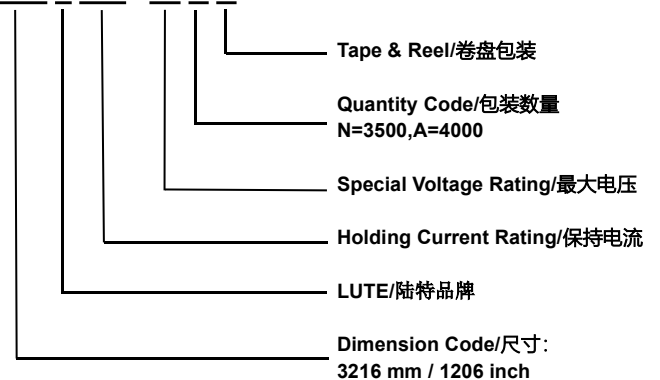 Tape & Reel/卷盘包装
Quantity Code/包装数量
N=3500,A=4000
Special Voltage Rating/最大电压
Holding Current Rating/保持电流
LUTE/陆特品牌
Dimension Code/尺寸:
3216 mm / 1206 inch